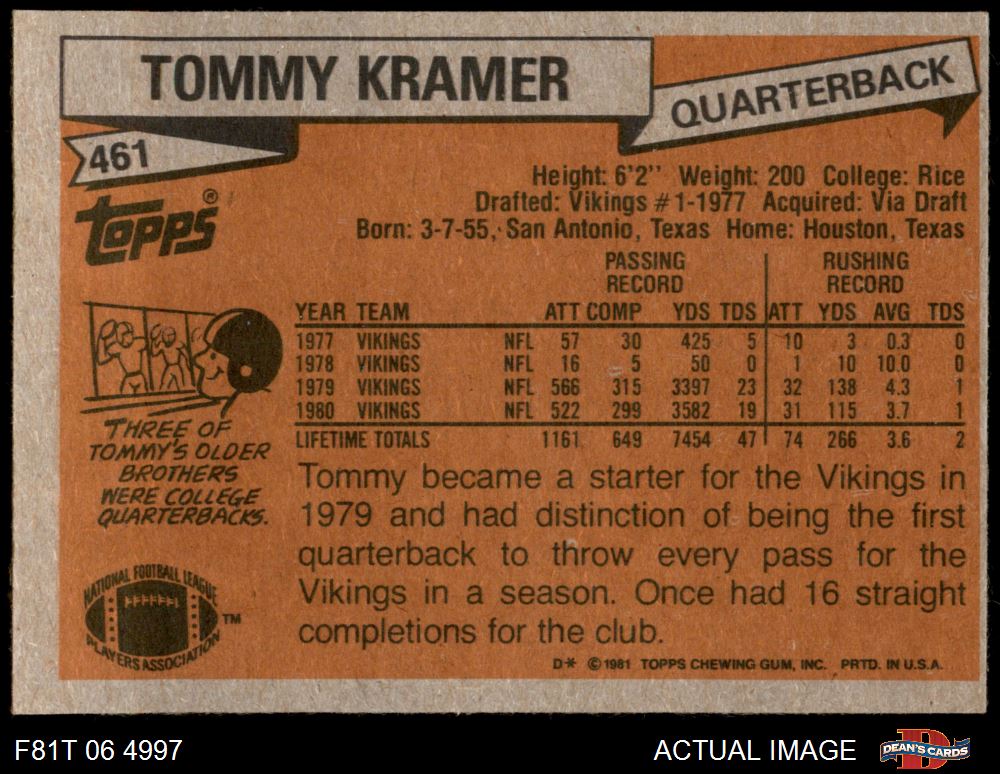 TOMMY KRAMER
QUARTERBACK
461
topps®
Height: 6'2'' Weight: 200 College: Rice
Drafted: Vikings #1-1977 Acquired: Via Draft
Born: 3-7-55, San Antonio, Texas Home: Houston, Texas
PASSING RECORD RUSHING RECORD
YEAR TEAM ATT COMP YDS TDS ATT YDS AVG TDS
1977 VIKINGS NFL 57 30 425 5 10 3 0.3 0
1978 VIKINGS NFL 16 5 50 0 1 10 10.0 0
1979 VIKINGS NFL 566 315 3397 23 32 138 4.3 1
1980 VIKINGS NFL 522 299 3582 19 31 115 3.7 1
LIFETIME TOTALS 1161 649 7454 47 74 266 3.6 2
THREE OF
TOMMY'S OLDER
BROTHERS
WERE COLLEGE
QUARTERBACKS.
Tommy became a starter for the Vikings in
1979 and had distinction of being the first
quarterback to throw every pass for the
Vikings in a season. Once had 16 straight
completions for the club.
NATIONAL FOOTBALL LEAGUE
PLAYERS ASSOCIATION
™
D* ©1981 TOPPS CHEWING GUM, INC. PRTD. IN U.S.A.
F81T 06 4997
ACTUAL IMAGE
DEAN'S CARDS